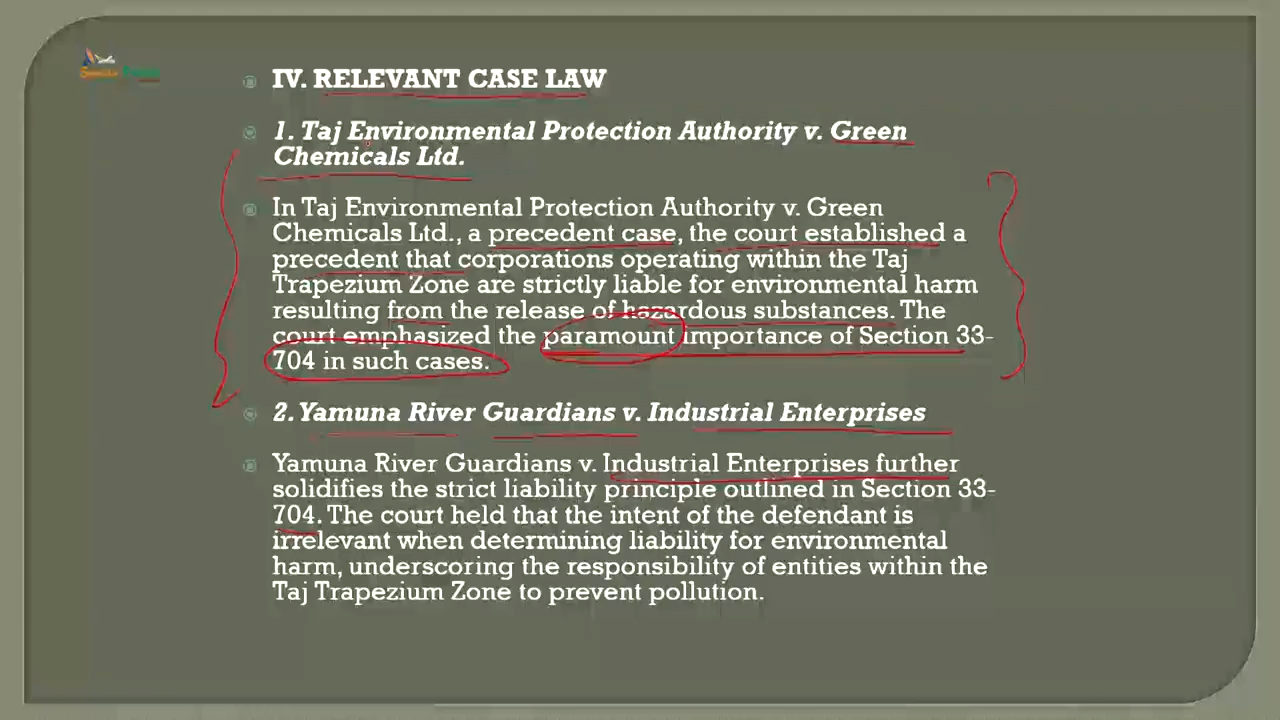 IV. RELEVANT CASE LAW
1. Taj Environmental Protection Authority v. Green
Chemicals Ltd.
In Taj Environmental Protection Authority v. Green
Chemicals Ltd., a precedent case, the court established a
precedent that corporations operating within the Taj
Trapezium Zone are strictly liable for environmental harm
resulting from the release of hazardous substances. The
court emphasized the paramount importance of Section 33-
704 in such cases.
2. Yamuna River Guardians v. Industrial Enterprises
Yamuna River Guardians v. Industrial Enterprises further
solidifies the strict liability principle outlined in Section 33-
704. The court held that the intent of the defendant is
irrelevant when determining liability for environmental
harm, underscoring the responsibility of entities within the
Taj Trapezium Zone to prevent pollution.